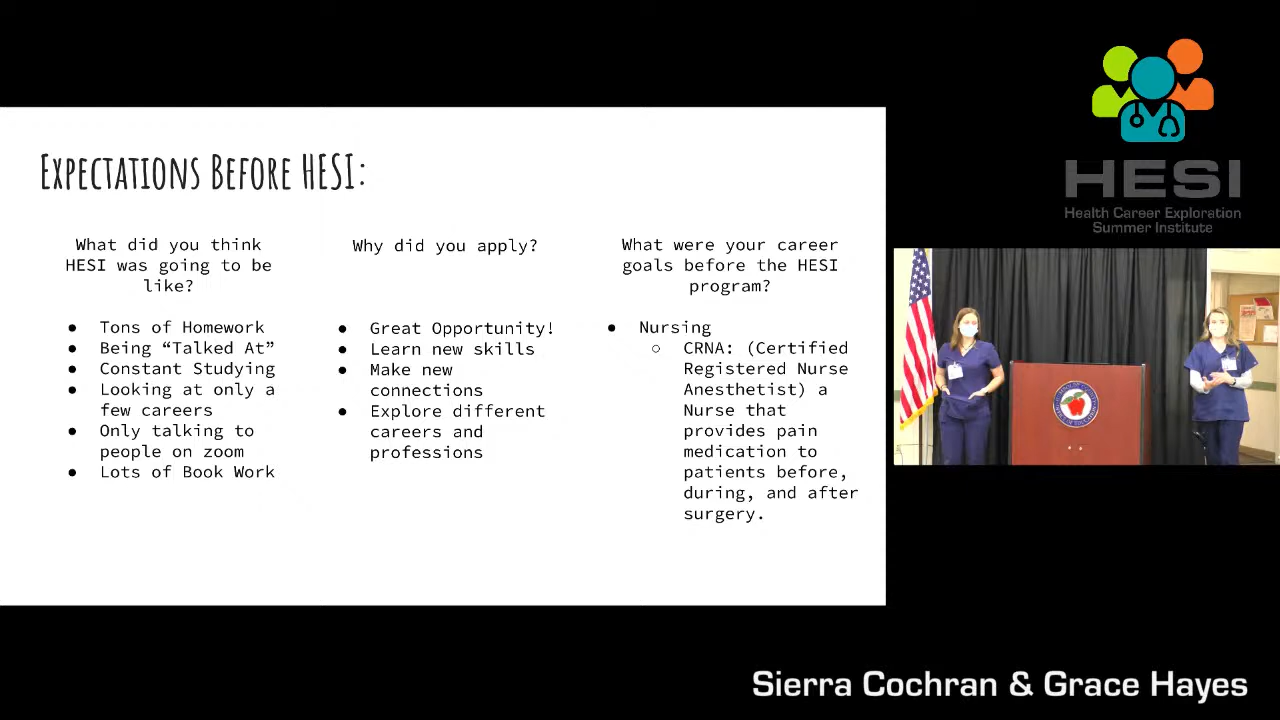 HESI
Health Career Exploration
Summer Institute
EXPECTATIONS BEFORE HESI:
What did you think
HESI was going to be
like?
● Tons of Homework
● Being “Talked At”
● Constant Studying
● Looking at only a
few careers
● Only talking to
people on zoom
● Lots of Book Work
Why did you apply?
● Great Opportunity!
● Learn new skills
● Make new
connections
● Explore different
careers and
professions
What were your career
goals before the HESI
program?
● Nursing
○ CRNA: (Certified
Registered Nurse
Anesthetist) a
Nurse that
provides pain
medication to
patients before,
during, and after
surgery.
Sierra Cochran & Grace Hayes